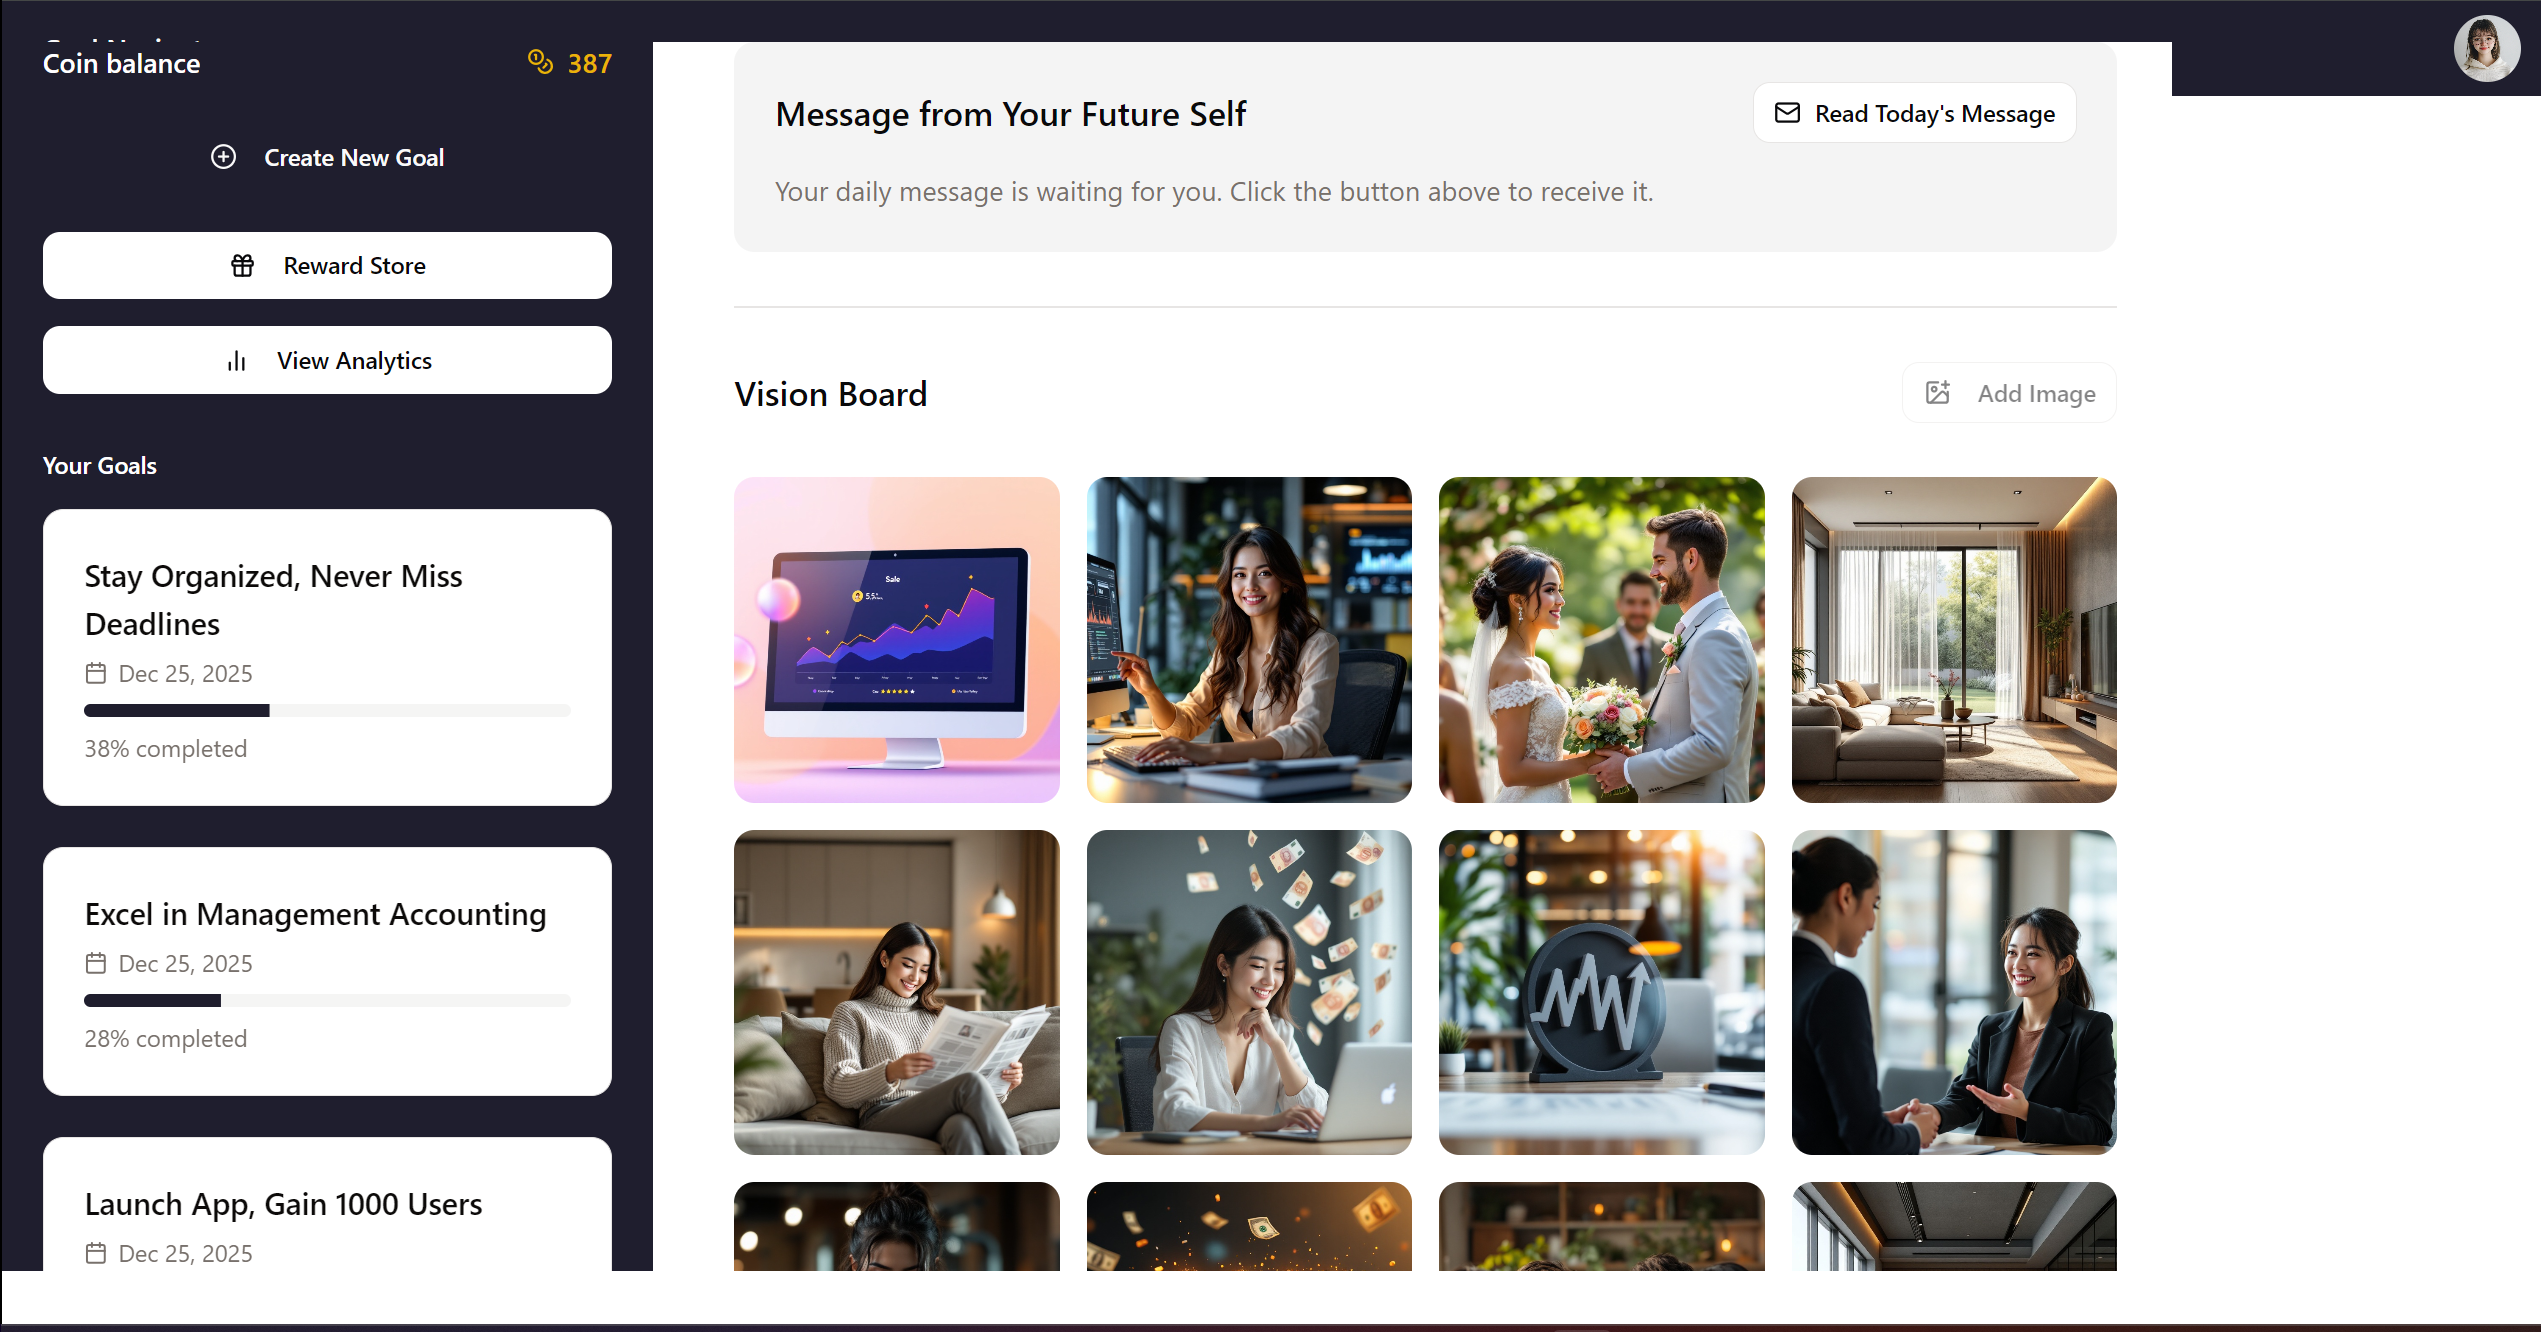 Coin balance
387
Create New Goal
Reward Store
View Analytics
Your Goals
Stay Organized, Never Miss
Deadlines
Dec 25, 2025
38% completed
Excel in Management Accounting
Dec 25, 2025
28% completed
Launch App, Gain 1000 Users
Dec 25, 2025
Message from Your Future Self
Read Today's Message
Your daily message is waiting for you. Click the button above to receive it.
Vision Board
Add Image
Sale